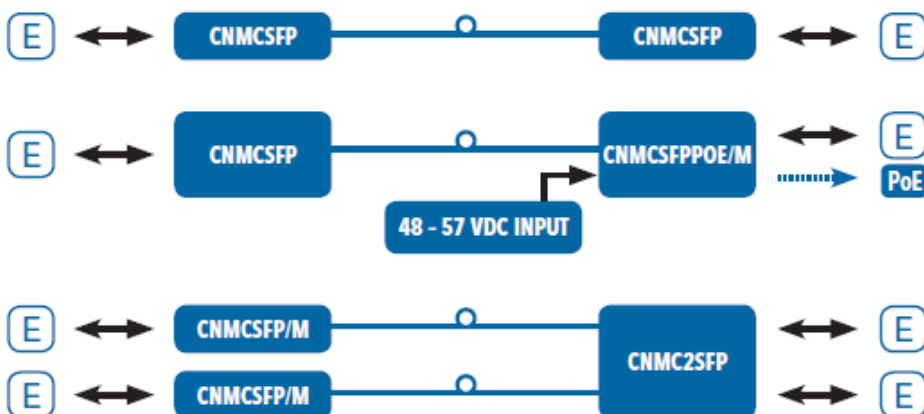 E CNMCSFP CNMCSFP E
E CNMCSFP CNMCSFPPOE/M E
PoE
48 - 57 VDC INPUT
E CNMCSFP/M E
CNMC2SFP
E CNMCSFP/M E